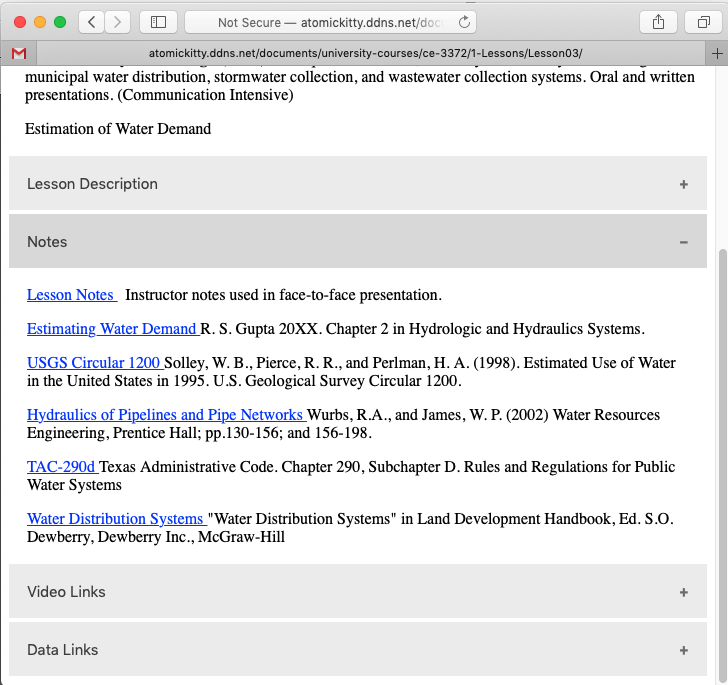 Not Secure — atomickitty.ddns.net/doc
atomickitty.ddns.net/documents/university-courses/ce-3372/1-Lessons/Lesson03/
municipal water distribution, stormwater collection, and wastewater collection systems. Oral and written
presentations. (Communication Intensive)
Estimation of Water Demand
Lesson Description +
Notes −
Lesson Notes Instructor notes used in face-to-face presentation.
Estimating Water Demand R. S. Gupta 20XX. Chapter 2 in Hydrologic and Hydraulics Systems.
USGS Circular 1200 Solley, W. B., Pierce, R. R., and Perlman, H. A. (1998). Estimated Use of Water
in the United States in 1995. U.S. Geological Survey Circular 1200.
Hydraulics of Pipelines and Pipe Networks Wurbs, R.A., and James, W. P. (2002) Water Resources
Engineering, Prentice Hall; pp.130-156; and 156-198.
TAC-290d Texas Administrative Code. Chapter 290, Subchapter D. Rules and Regulations for Public
Water Systems
Water Distribution Systems "Water Distribution Systems" in Land Development Handbook, Ed. S.O.
Dewberry, Dewberry Inc., McGraw-Hill
Video Links +
Data Links +